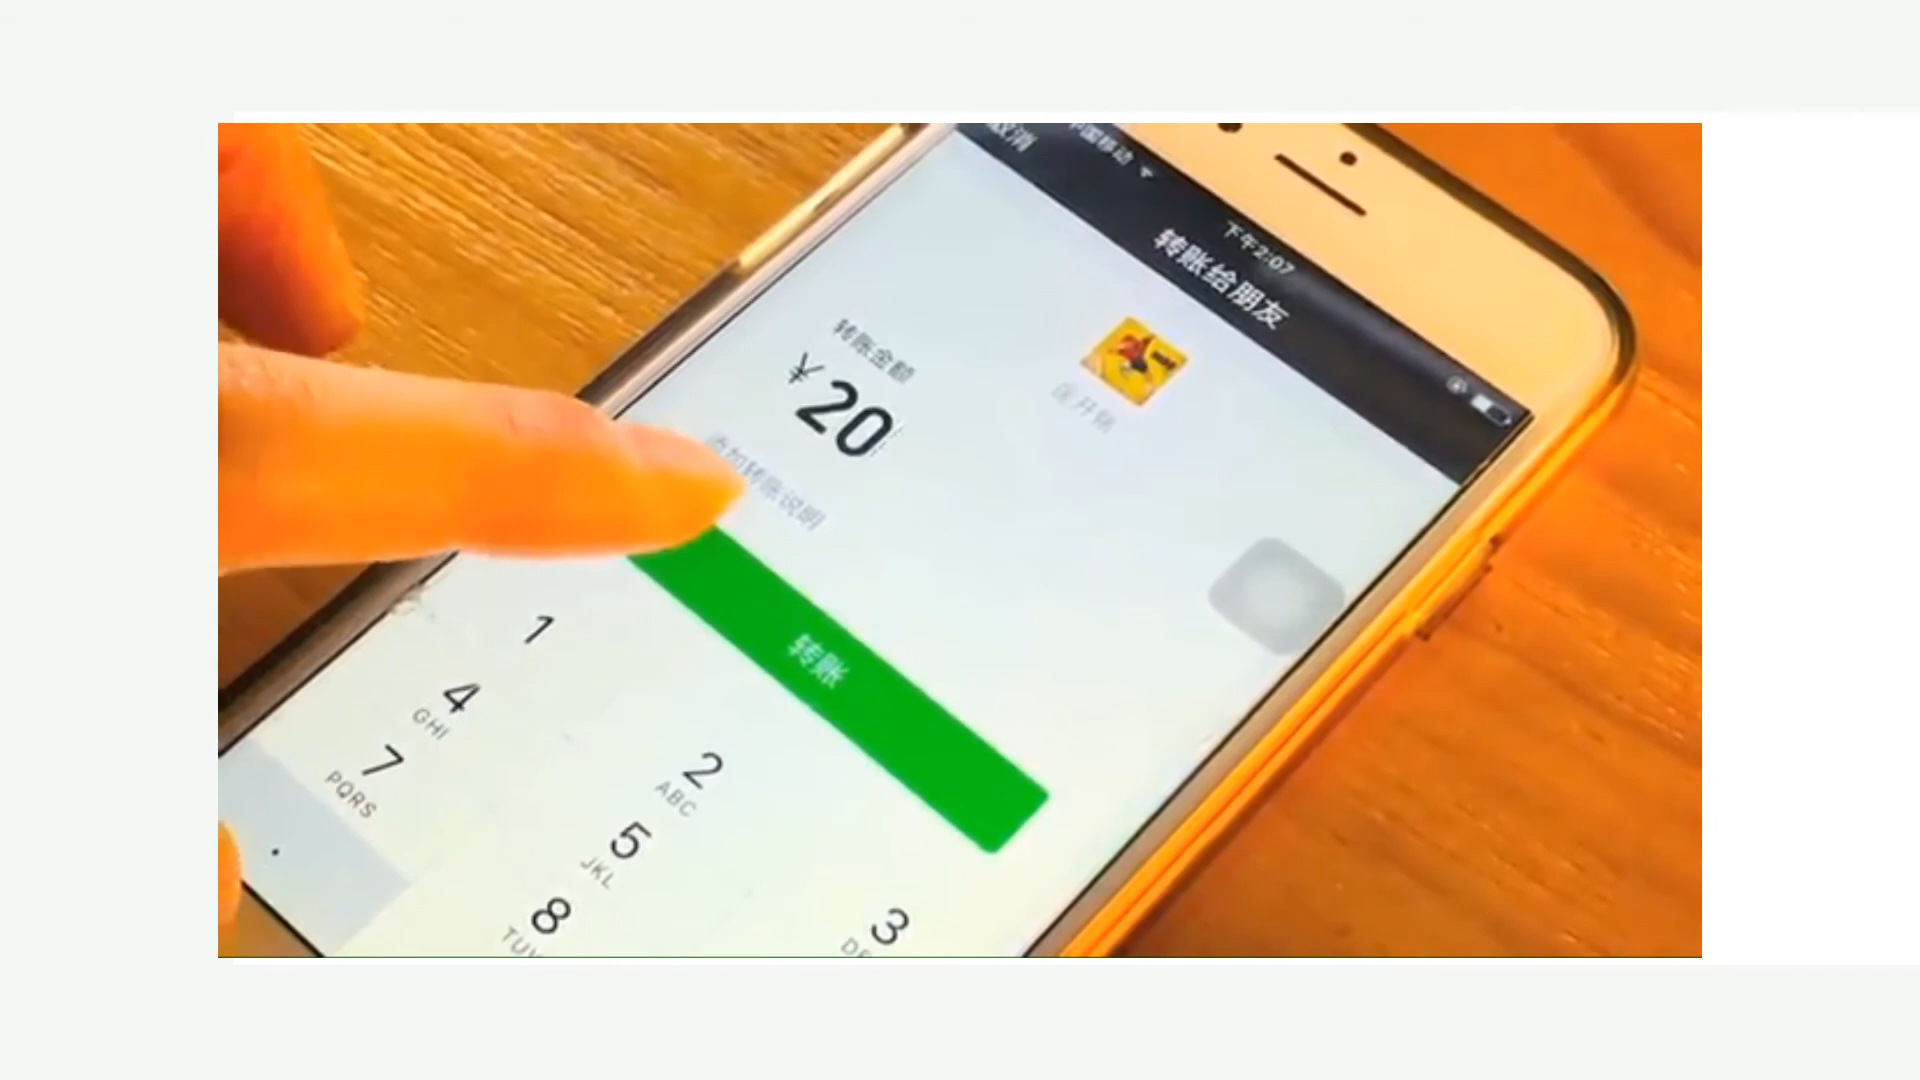 中国移动
下午2:07
取消
转账给朋友
转账金额
¥20
添加转账说明
转账
1
2
ABC
3
4
GHI
5
JKL
7
PQRS
8
.